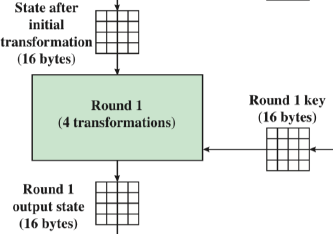 State after
initial
transformation
(16 bytes)
Round 1
(4 transformations)
Round 1 key
(16 bytes)
Round 1
output state
(16 bytes)